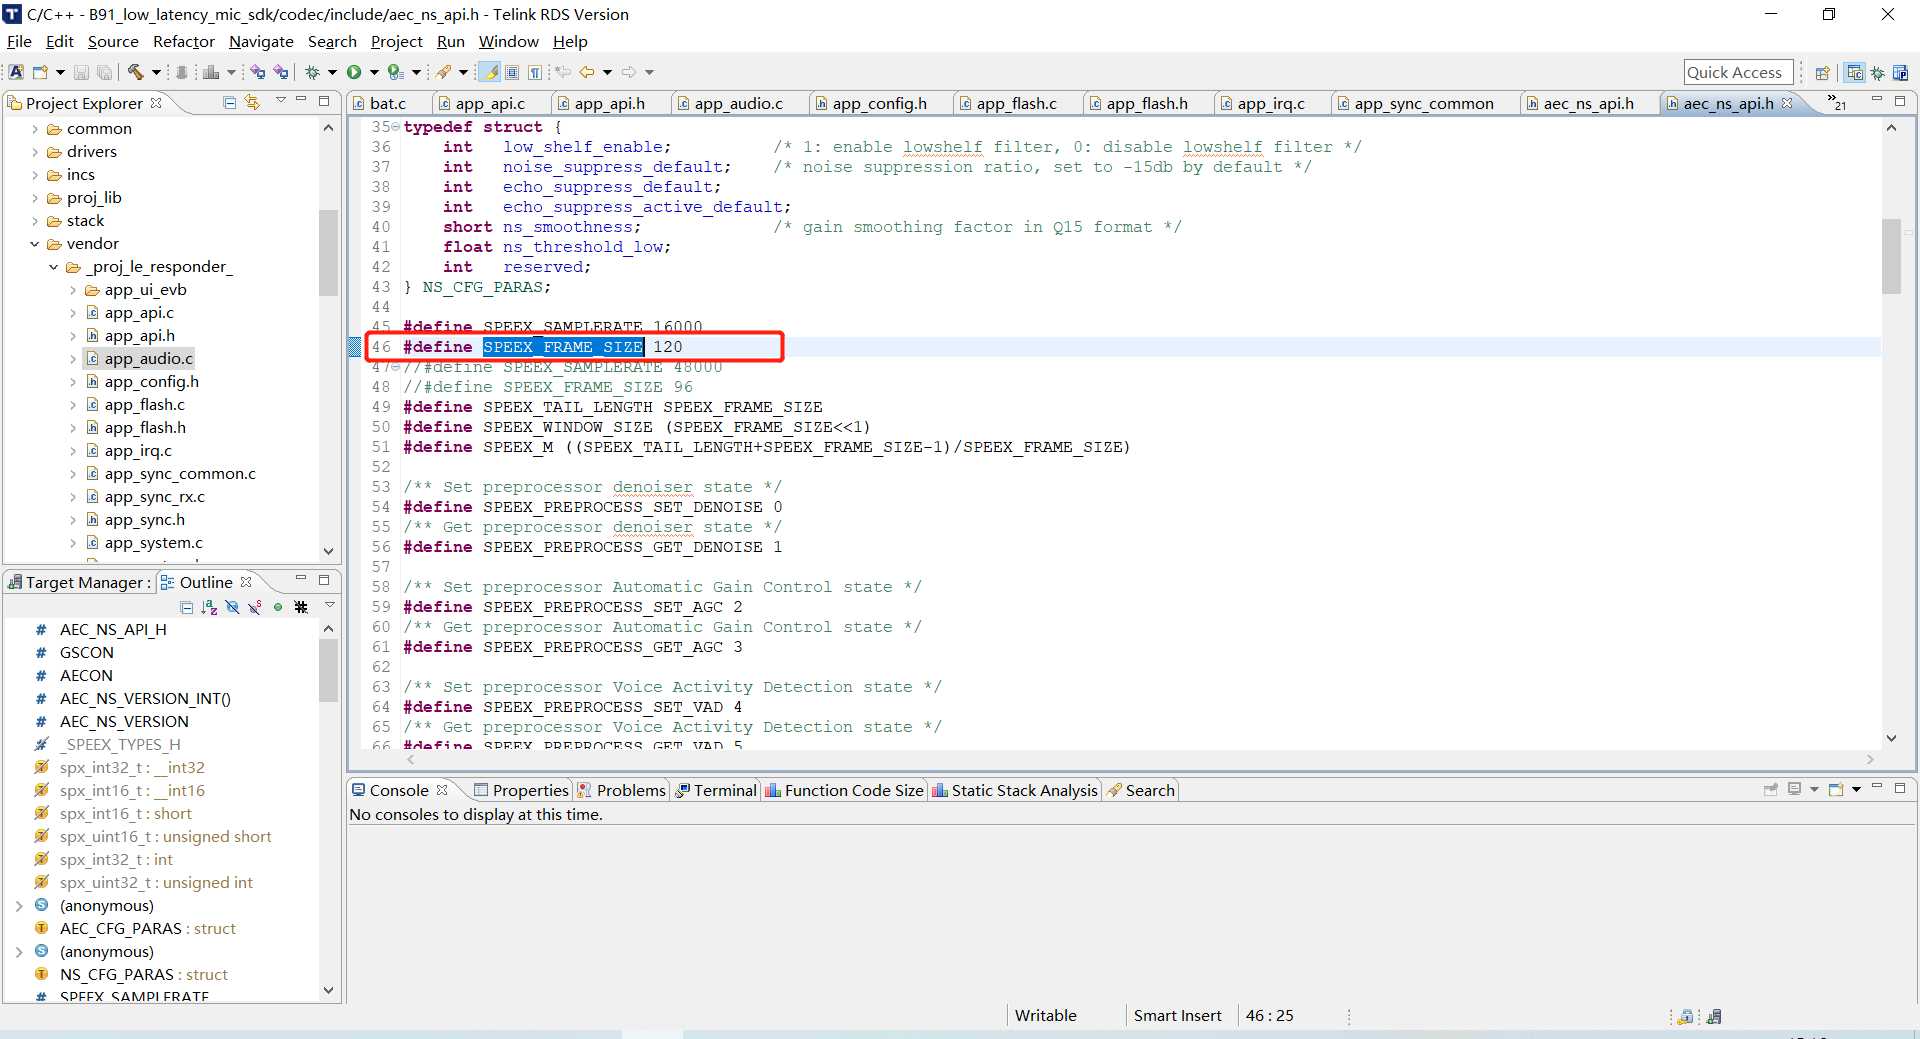 C/C++ - B91_low_latency_mic_sdk/codec/include/aec_ns_api.h - Telink RDS Version
File Edit Source Refactor Navigate Search Project Run Window Help
Quick Access
Project Explorer
common
drivers
incs
proj_lib
stack
vendor
_proj_le_responder_
app_ui_evb
app_api.c
app_api.h
app_audio.c
app_config.h
app_flash.c
app_flash.h
app_irq.c
app_sync_common.c
app_sync_rx.c
app_sync.h
app_system.c
Target Manager : Outline
AEC_NS_API_H
GSCON
AECON
AEC_NS_VERSION_INT()
AEC_NS_VERSION
_SPEEX_TYPES_H
spx_int32_t : __int32
spx_int16_t : __int16
spx_int16_t : short
spx_uint16_t : unsigned short
spx_int32_t : int
spx_uint32_t : unsigned int
(anonymous)
AEC_CFG_PARAS : struct
(anonymous)
NS_CFG_PARAS : struct
SPEEX_SAMPLERATE
bat.c app_api.c app_api.h app_audio.c app_config.h app_flash.c app_flash.h app_irq.c app_sync_common aec_ns_api.h aec_ns_api.h »21
35 typedef struct {
36 int low_shelf_enable; /* 1: enable lowshelf filter, 0: disable lowshelf filter */
37 int noise_suppress_default; /* noise suppression ratio, set to -15db by default */
38 int echo_suppress_default;
39 int echo_suppress_active_default;
40 short ns_smoothness; /* gain smoothing factor in Q15 format */
41 float ns_threshold_low;
42 int reserved;
43 } NS_CFG_PARAS;
44
45 #define SPEEX_SAMPLERATE 16000
46 #define SPEEX_FRAME_SIZE 120
47 //#define SPEEX_SAMPLERATE 48000
48 //#define SPEEX_FRAME_SIZE 96
49 #define SPEEX_TAIL_LENGTH SPEEX_FRAME_SIZE
50 #define SPEEX_WINDOW_SIZE (SPEEX_FRAME_SIZE<<1)
51 #define SPEEX_M ((SPEEX_TAIL_LENGTH+SPEEX_FRAME_SIZE-1)/SPEEX_FRAME_SIZE)
52
53 /** Set preprocessor denoiser state */
54 #define SPEEX_PREPROCESS_SET_DENOISE 0
55 /** Get preprocessor denoiser state */
56 #define SPEEX_PREPROCESS_GET_DENOISE 1
57
58 /** Set preprocessor Automatic Gain Control state */
59 #define SPEEX_PREPROCESS_SET_AGC 2
60 /** Get preprocessor Automatic Gain Control state */
61 #define SPEEX_PREPROCESS_GET_AGC 3
62
63 /** Set preprocessor Voice Activity Detection state */
64 #define SPEEX_PREPROCESS_SET_VAD 4
65 /** Get preprocessor Voice Activity Detection state */
66 #define SPEEX_PREPROCESS_GET_VAD 5
Console Properties Problems Terminal Function Code Size Static Stack Analysis Search
No consoles to display at this time.
Writable Smart Insert 46 : 25